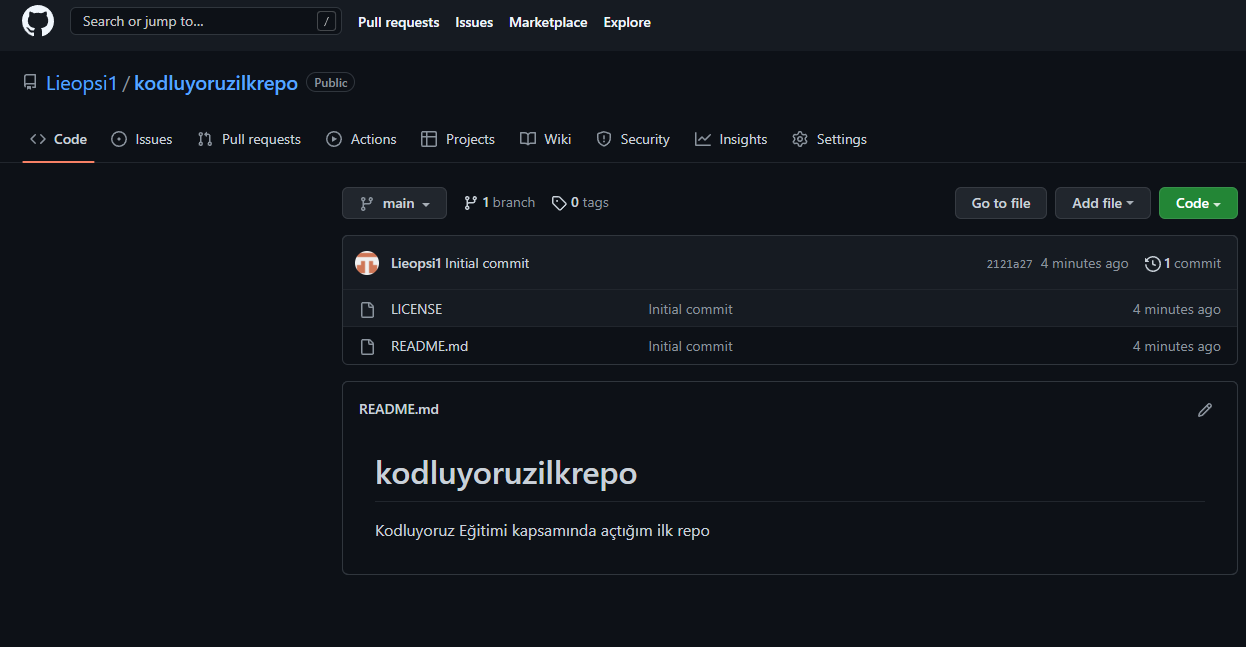 Search or jump to... / Pull requests Issues Marketplace Explore
Lieopsi1 / kodluyoruzilkrepo Public
Code Issues Pull requests Actions Projects Wiki Security Insights Settings
main 1 branch 0 tags Go to file Add file Code
Lieopsi1 Initial commit 2121a27 4 minutes ago 1 commit
LICENSE Initial commit 4 minutes ago
README.md Initial commit 4 minutes ago
README.md
kodluyoruzilkrepo
Kodluyoruz Eğitimi kapsamında açtığım ilk repo